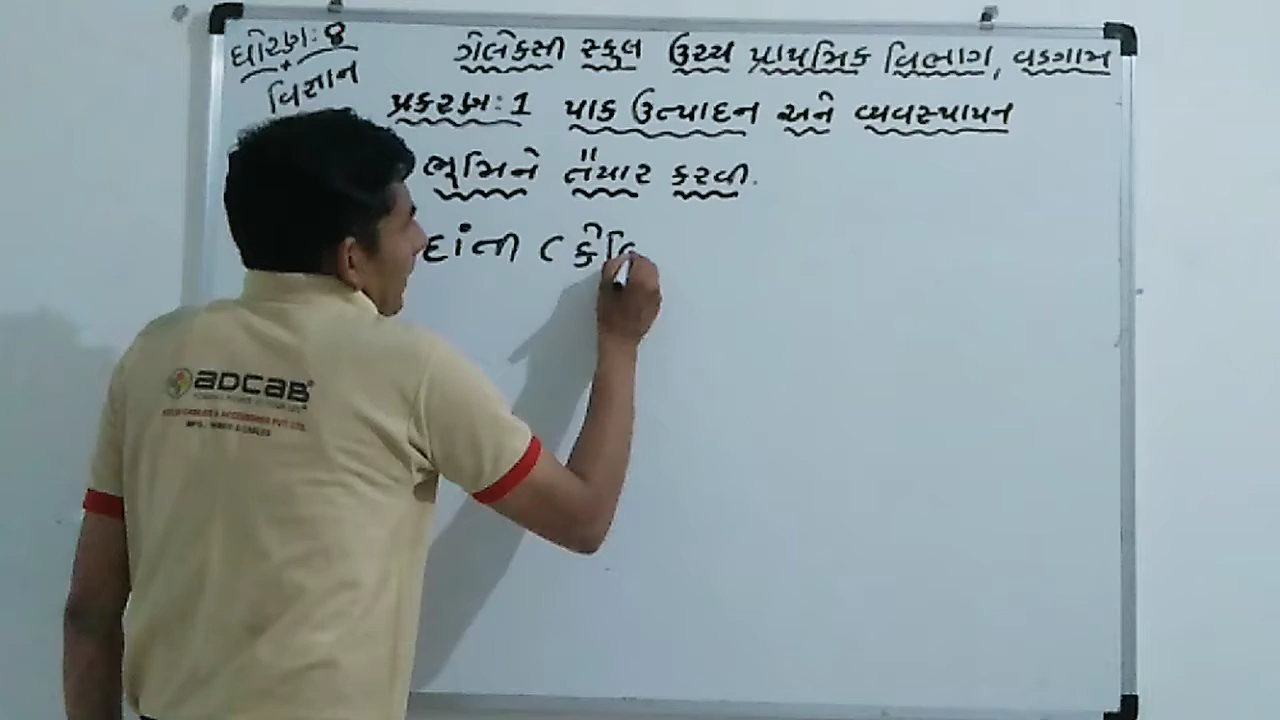 ધોરણ: 8
વિજ્ઞાન
ગેલેક્સી સ્કુલ ઉચ્ચ પ્રાથમિક વિભાગ, વડગામ
પ્રકરણ: 1 પાક ઉત્પાદન અને વ્યવસ્થાપન
ભૂમિને તૈયાર કરવી.
દાંતી ( કે
ADCAB